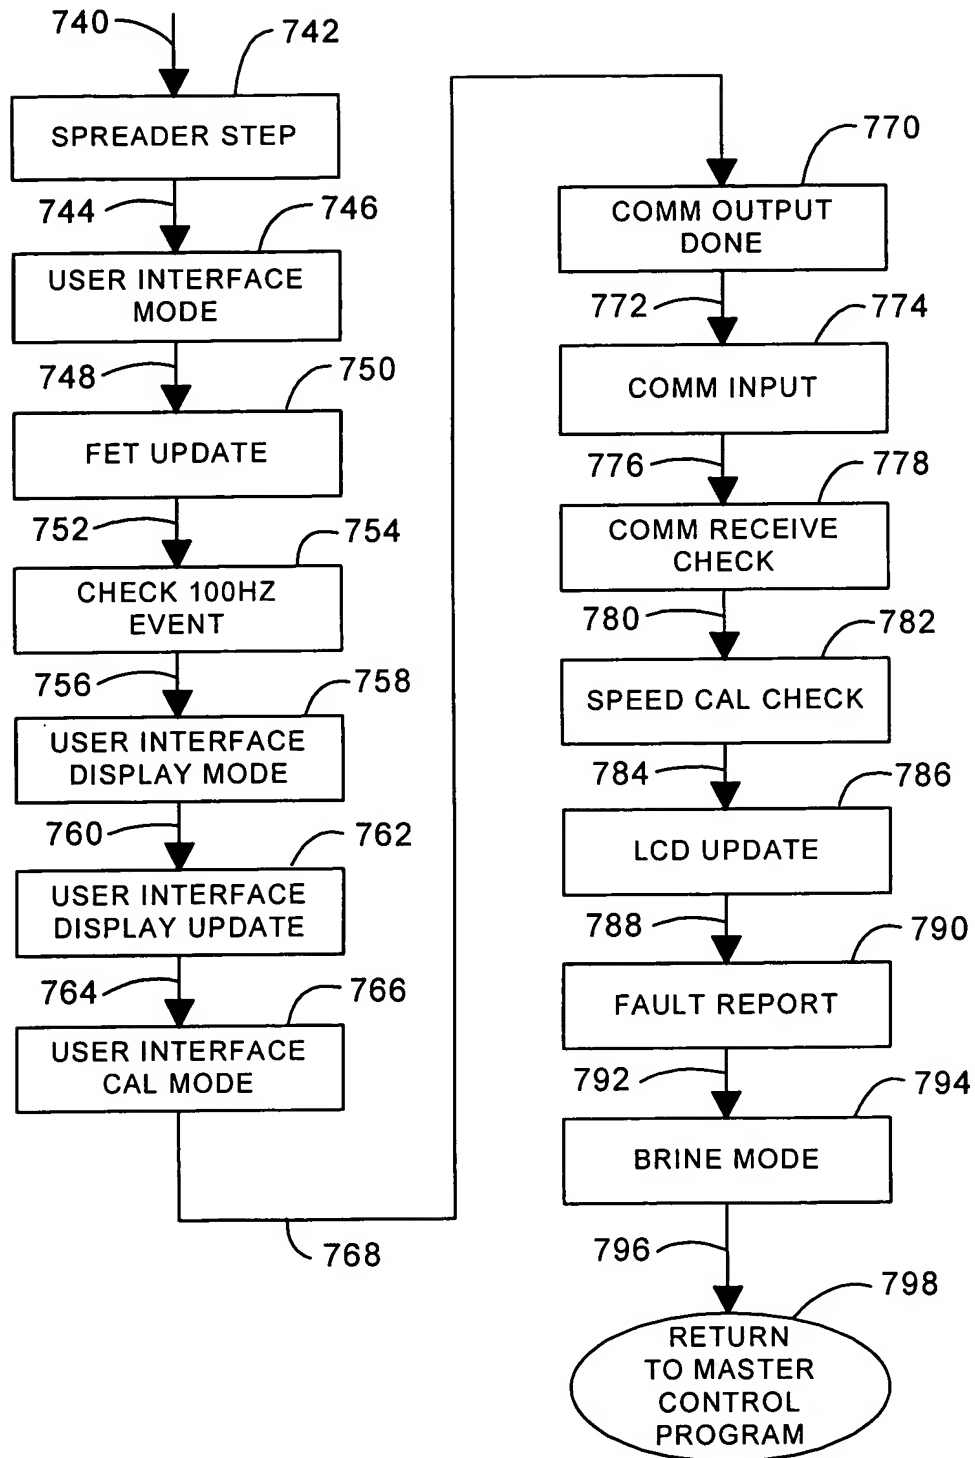 740
742
SPREADER STEP
744
746
USER INTERFACE
MODE
748
750
FET UPDATE
752
754
CHECK 100HZ
EVENT
756
758
USER INTERFACE
DISPLAY MODE
760
762
USER INTERFACE
DISPLAY UPDATE
764
766
USER INTERFACE
CAL MODE
768
770
COMM OUTPUT
DONE
772
774
COMM INPUT
776
778
COMM RECEIVE
CHECK
780
782
SPEED CAL CHECK
784
786
LCD UPDATE
788
790
FAULT REPORT
792
794
BRINE MODE
796
798
RETURN
TO MASTER
CONTROL
PROGRAM